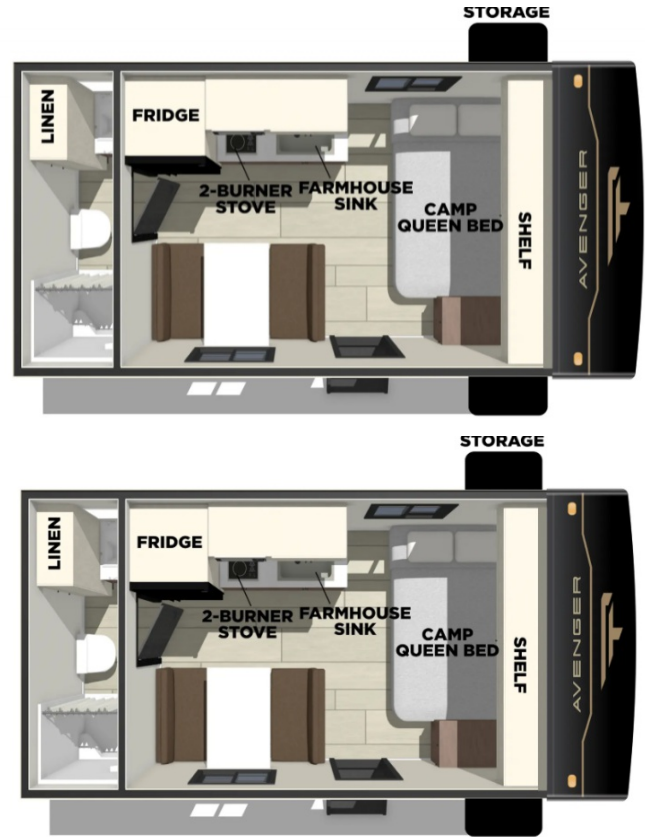 STORAGE
LINEN
FRIDGE
2-BURNER
STOVE
FARMHOUSE
SINK
CAMP
QUEEN BED
SHELF
AVENGER
STORAGE
LINEN
FRIDGE
2-BURNER
STOVE
FARMHOUSE
SINK
CAMP
QUEEN BED
SHELF
AVENGER